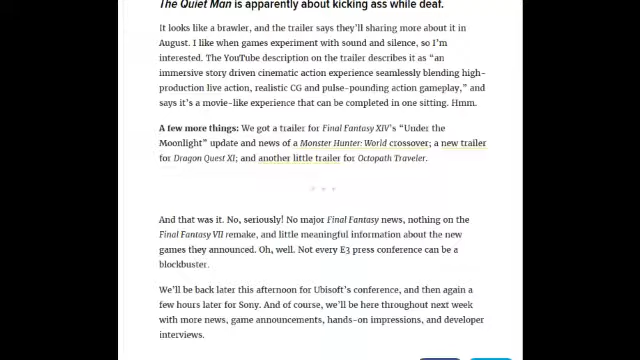 The Quiet Man is apparently about kicking ass while deaf.
It looks like a brawler, and the trailer says they'll sharing more about it in
August. I like when games experiment with sound and silence, so I'm
interested. The YouTube description on the trailer describes it as "an
immersive story driven cinematic action experience seamlessly blending high-
production live action, realistic CG and pulse-pounding action gameplay," and
says it's a movie-like experience that can be completed in one sitting. Hmm.
A few more things: We got a trailer for Final Fantasy XIV's "Under the
Moonlight" update and news of a Monster Hunter: World crossover; a new trailer
for Dragon Quest XI; and another little trailer for Octopath Traveler.
And that was it. No, seriously! No major Final Fantasy news, nothing on the
Final Fantasy VII remake, and little meaningful information about the new
games they announced. Oh, well. Not every E3 press conference can be a
blockbuster.
We'll be back later this afternoon for Ubisoft's conference, and then again a
few hours later for Sony. And of course, we'll be here throughout next week
with more news, game announcements, hands-on impressions, and developer
interviews.